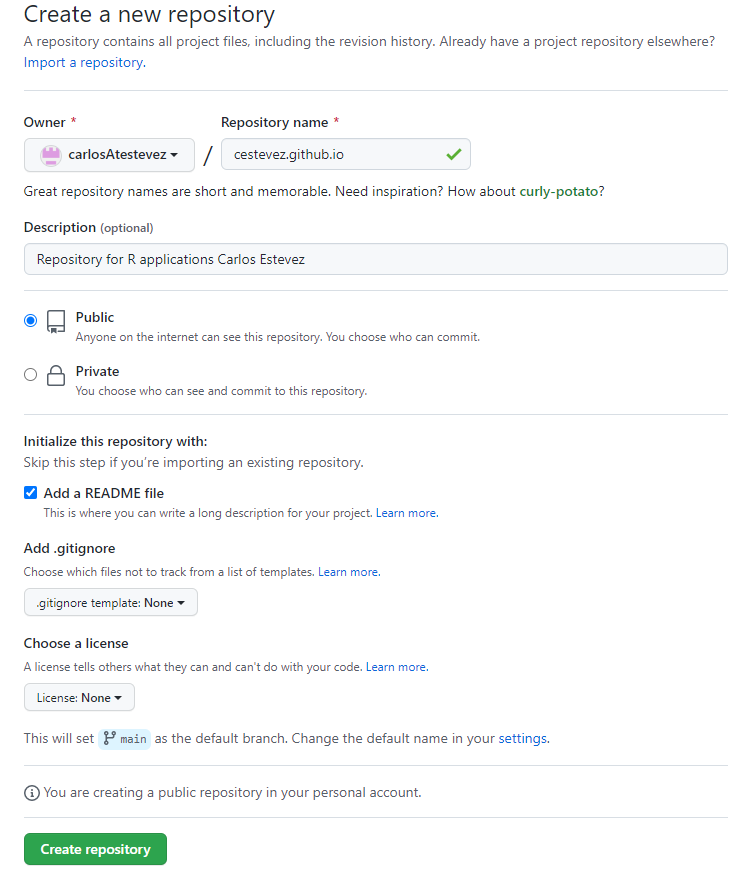 Create a new repository
A repository contains all project files, including the revision history. Already have a project repository elsewhere?
Import a repository.
Owner *
Repository name *
carlosAtestevez
/
cestevez.github.io
Great repository names are short and memorable. Need inspiration? How about curly-potato?
Description (optional)
Repository for R applications Carlos Estevez
Public
Anyone on the internet can see this repository. You choose who can commit.
Private
You choose who can see and commit to this repository.
Initialize this repository with:
Skip this step if you’re importing an existing repository.
Add a README file
This is where you can write a long description for your project. Learn more.
Add .gitignore
Choose which files not to track from a list of templates. Learn more.
.gitignore template: None
Choose a license
A license tells others what they can and can't do with your code. Learn more.
License: None
This will set main as the default branch. Change the default name in your settings.
You are creating a public repository in your personal account.
Create repository